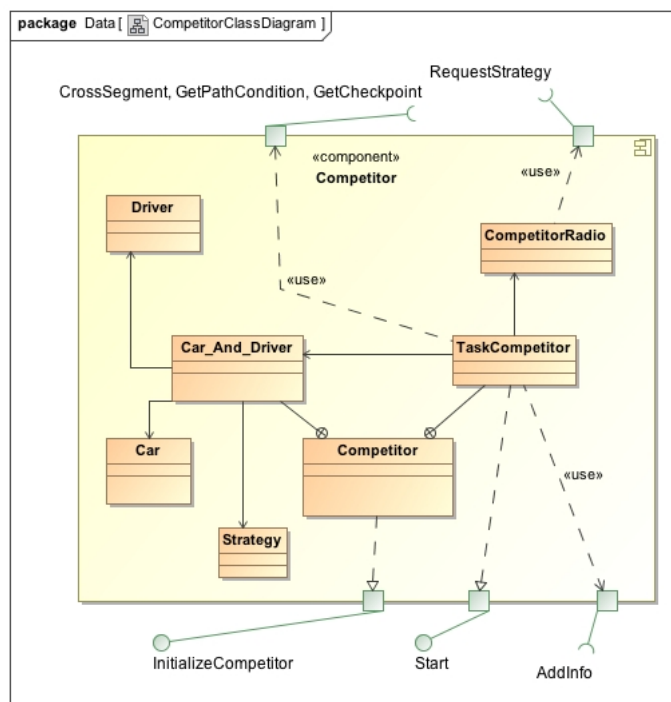 package Data [ CompetitorClassDiagram ]
RequestStrategy
CrossSegment, GetPathCondition, GetCheckpoint
«component»
Competitor
«use»
Driver
CompetitorRadio
«use»
Car_And_Driver
TaskCompetitor
Car
Competitor
«use»
Strategy
InitializeCompetitor
Start
AddInfo